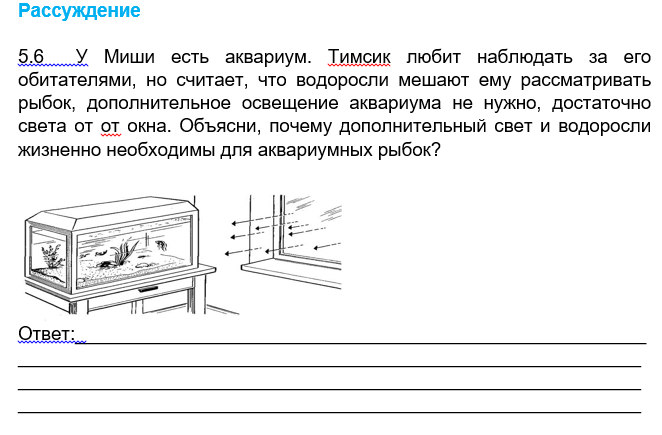 Рассуждение
5.6 У Миши есть аквариум. Тимсик любит наблюдать за его
обитателями, но считает, что водоросли мешают ему рассматривать
рыбок, дополнительное освещение аквариума не нужно, достаточно
света от от окна. Объясни, почему дополнительный свет и водоросли
жизненно необходимы для аквариумных рыбок?
Ответ: